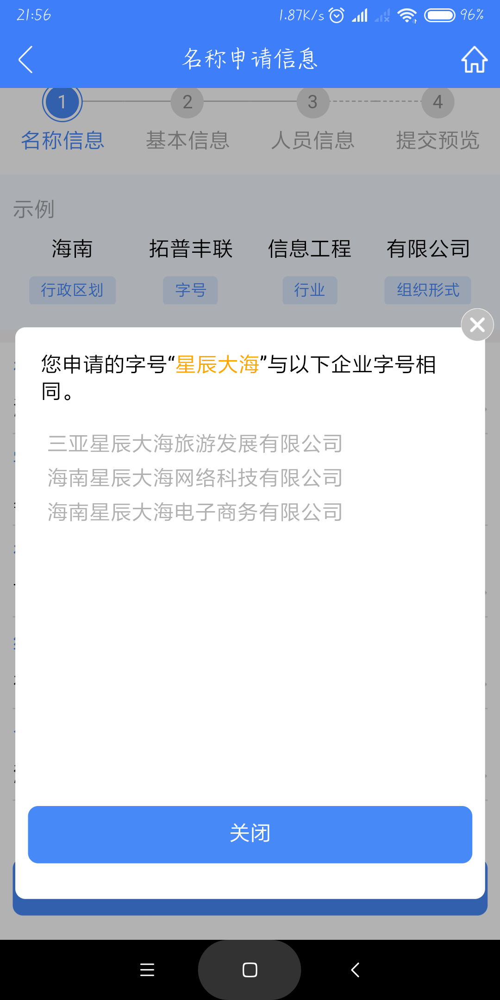 21:56 1.87K/s 96%
名称申请信息
1 2 3 4
名称信息 基本信息 人员信息 提交预览
示例
海南 拓普丰联 信息工程 有限公司
行政区划 字号 行业 组织形式
您申请的字号“星辰大海”与以下企业字号相
同。
三亚星辰大海旅游发展有限公司
海南星辰大海网络科技有限公司
海南星辰大海电子商务有限公司
关闭